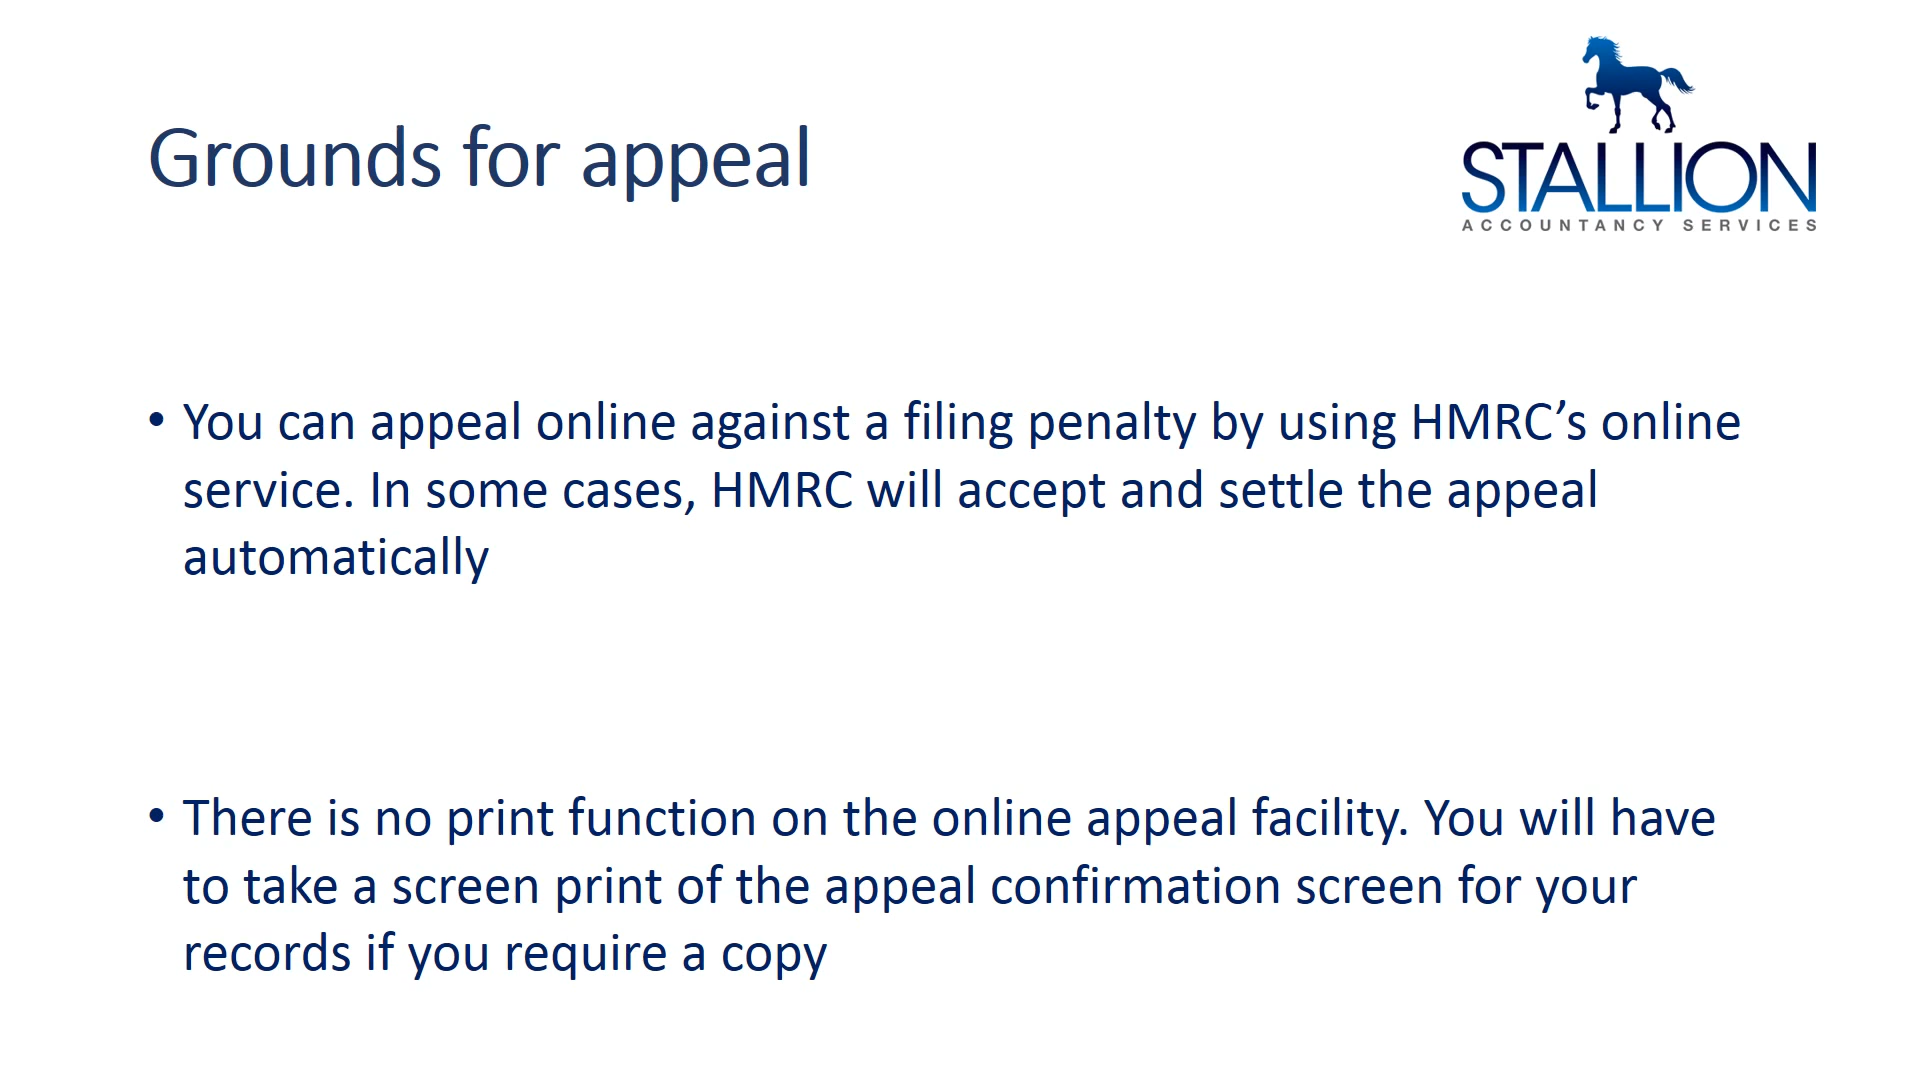 Grounds for appeal
STALLION
ACCOUNTANCY SERVICES
• You can appeal online against a filing penalty by using HMRC’s online
service. In some cases, HMRC will accept and settle the appeal
automatically
• There is no print function on the online appeal facility. You will have
to take a screen print of the appeal confirmation screen for your
records if you require a copy